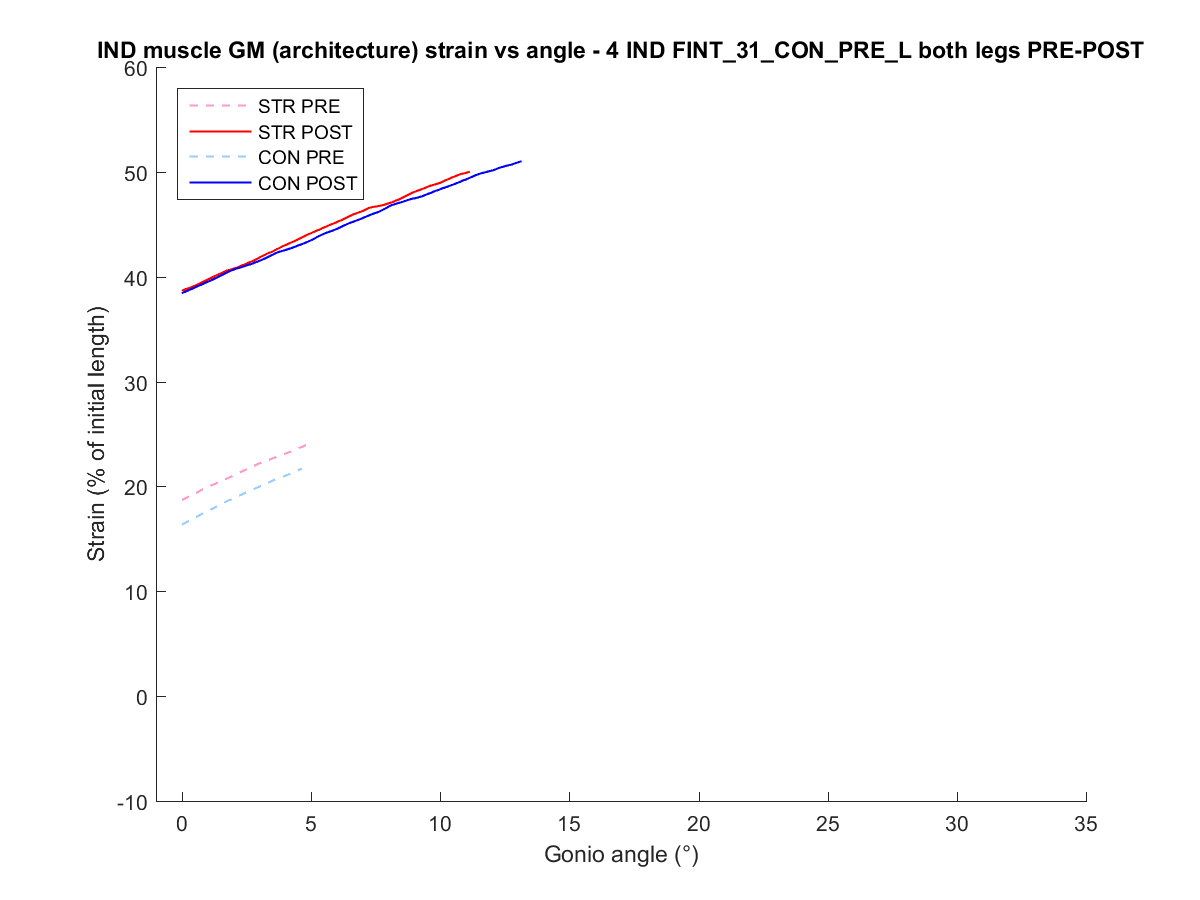 IND muscle GM (architecture) strain vs angle - 4 IND FINT_31_CON_PRE_L both legs PRE-POST
60
50
40
30
20
10
0
-10
Strain (% of initial length)
STR PRE
STR POST
CON PRE
CON POST
0 5 10 15 20 25 30 35
Gonio angle (°)